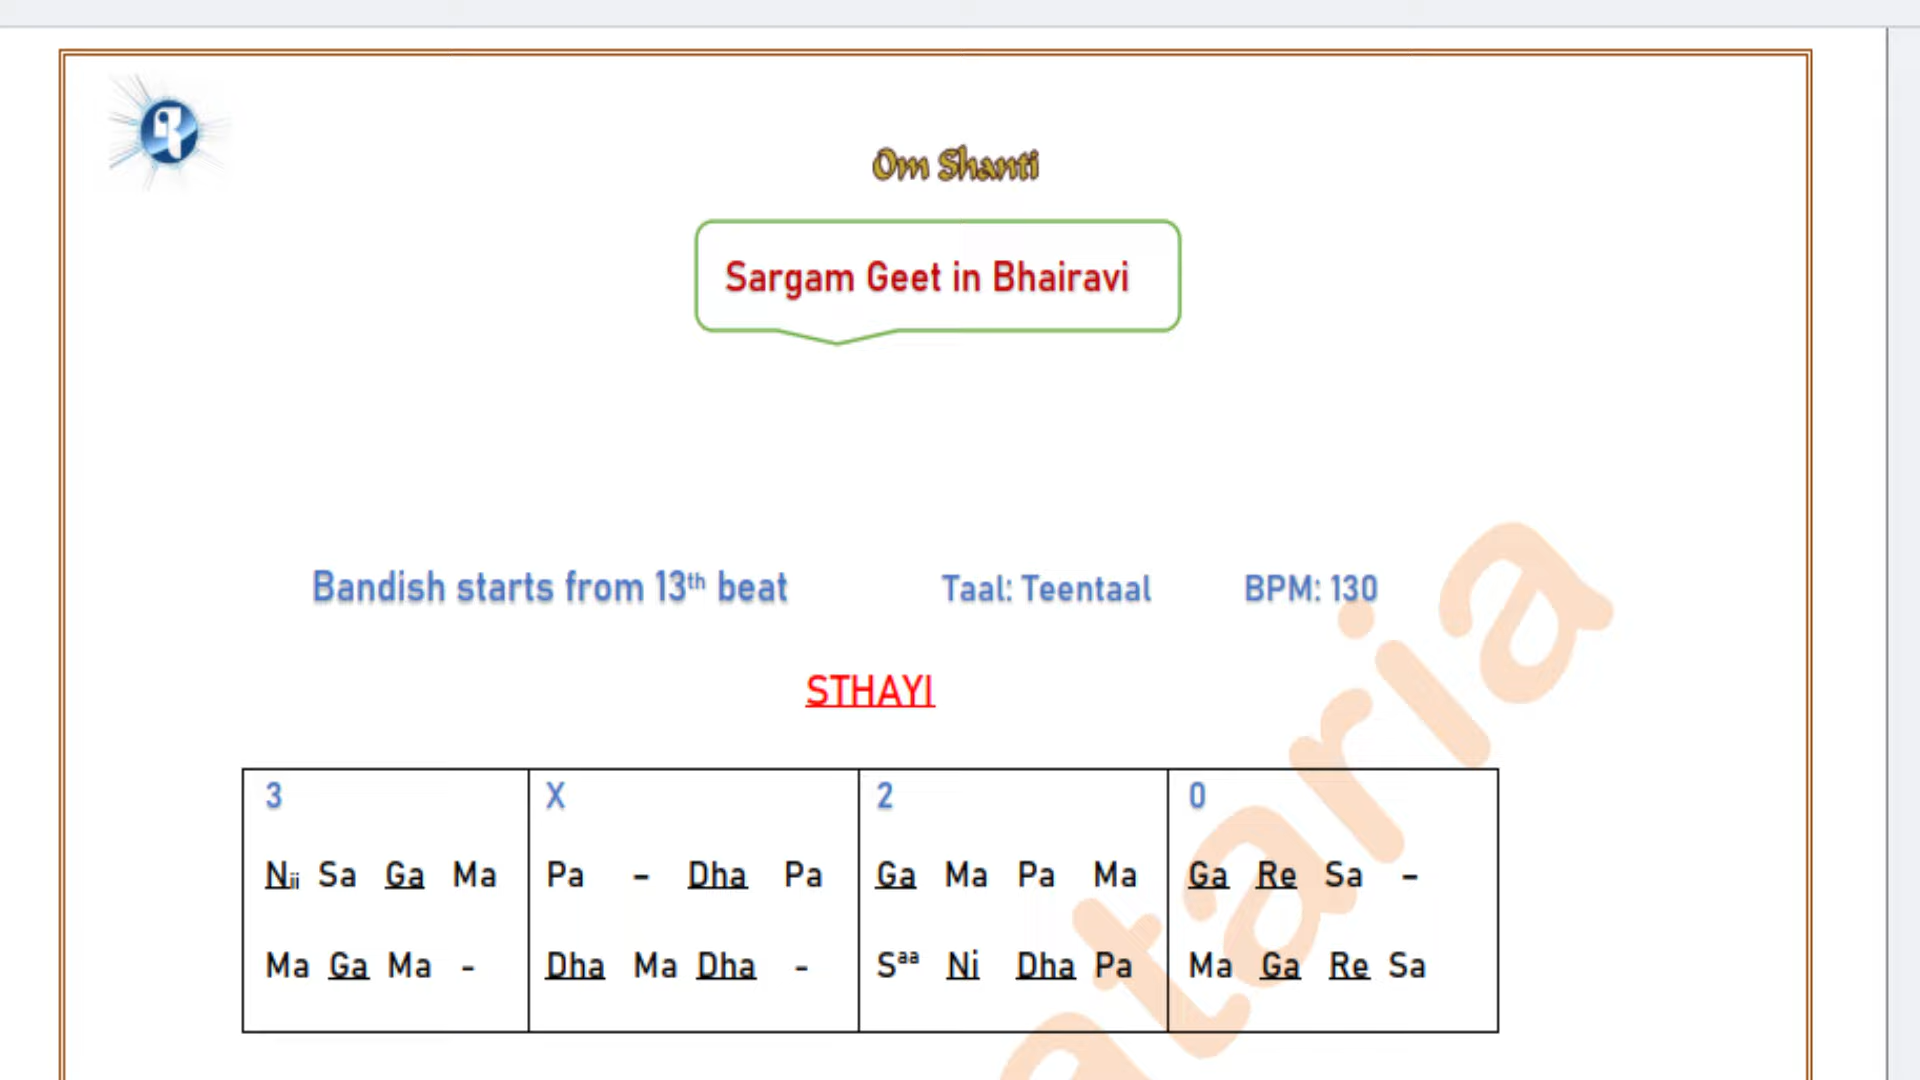 Om Shanti
Sargam Geet in Bhairavi
Bandish starts from 13th beat Taal: Teentaal BPM: 130
STHAYI
3 X 2 0
Nii Sa Ga Ma Pa - Dha Pa Ga Ma Pa Ma Ga Re Sa -
Ma Ga Ma - Dha Ma Dha - Saa Ni Dha Pa Ma Ga Re Sa
ataria